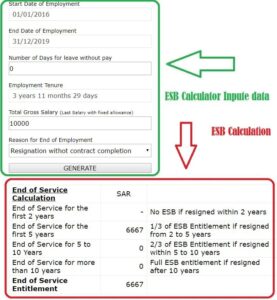 Start Date of Employment
01/01/2016
End Date of Employment
31/12/2019
Number of Days for leave without pay
0
Employment Tenure
3 years 11 months 29 days
Total Gross Salary (Last Salary with fixed allowance)
10000
Reason for End of Employment
Resignation withot contract completion
GENERATE
ESB Calculator Inpute data
ESB Calculation
End of Service Calculation SAR
End of Service for the first 2 years - No ESB if resigned within 2 years
End of Service for the first 5 years 6667 1/3 of ESB Entitlement if resigned from 2 to 5 years
End of Service for 5 to 10 Years 0 2/3 of ESB Entitlement if resigned within 5 to 10 years
End of Service for more than 10 years 0 Full ESB entitlement if resigned after 10 years
End of Service Entitlement 6667